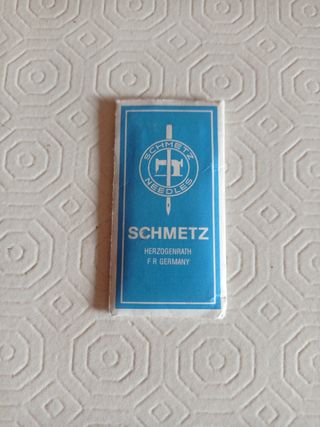 SCHMETZ
NEEDLES
SCHMETZ
HERZOGENRATH
F R GERMANY